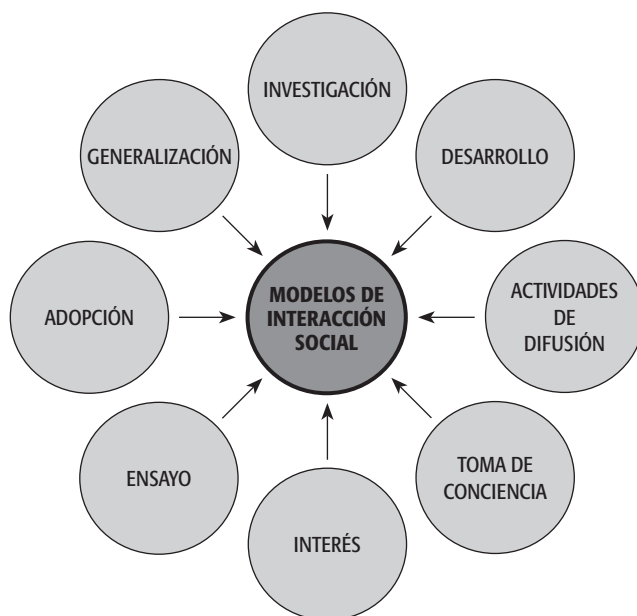 INVESTIGACIÓN
DESARROLLO
ACTIVIDADES
DE
DIFUSIÓN
TOMA DE
CONCIENCIA
INTERÉS
ENSAYO
ADOPCIÓN
GENERALIZACIÓN
MODELOS DE
INTERACCIÓN
SOCIAL